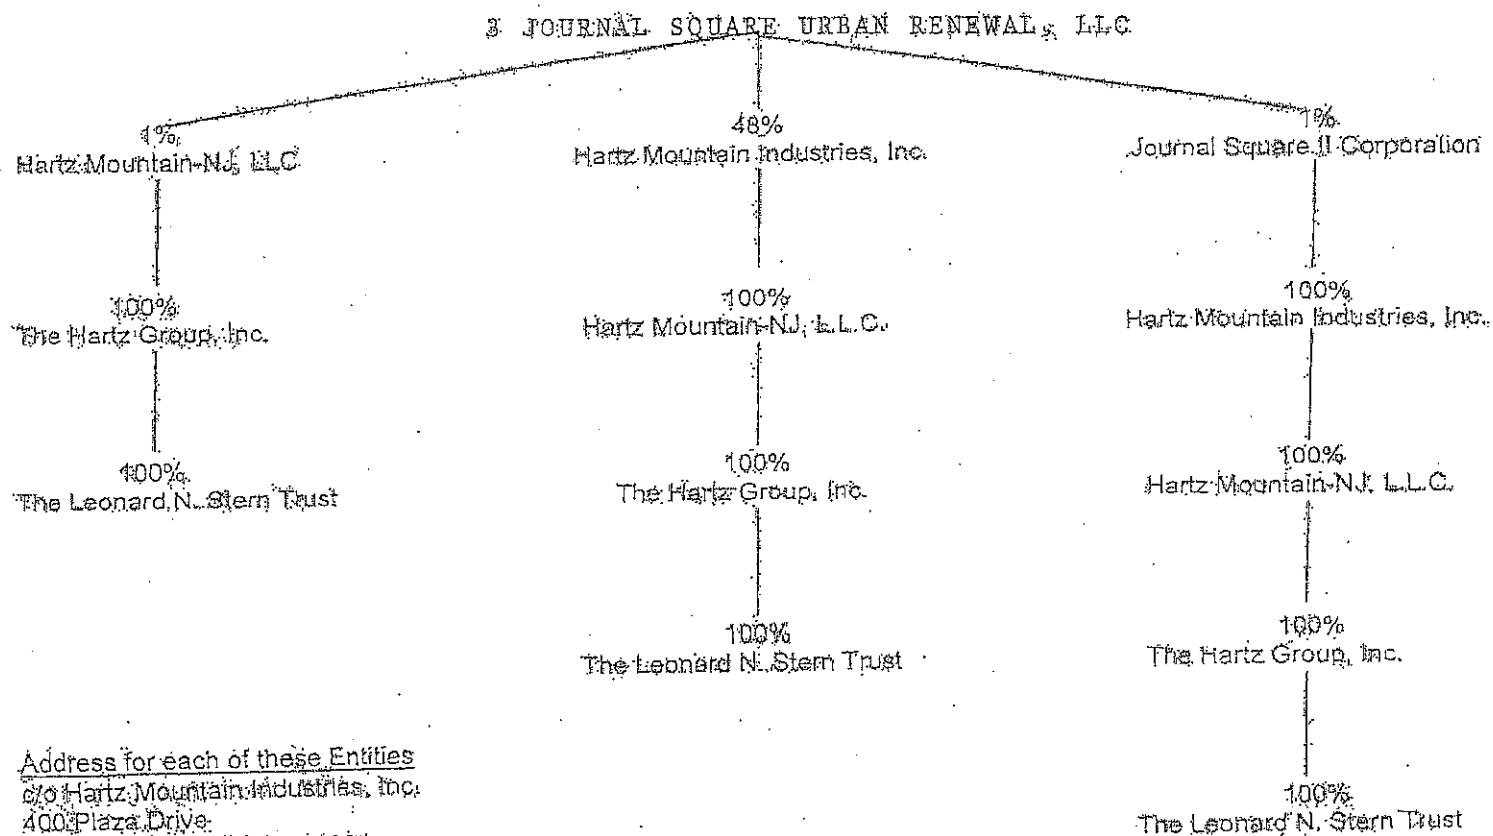 3 JOURNAL SQUARE URBAN RENEWAL, LLC
1%
Hartz Mountain-NJ, LLC
48%
Hartz Mountain Industries, Inc.
1%
Journal Square II Corporation
100%
The Hartz Group, Inc.
100%
Hartz Mountain-NJ, L.L.C.
100%
Hartz Mountain Industries, Inc.
100%
The Leonard N. Stern Trust
100%
The Hartz Group, Inc.
100%
Hartz Mountain-NJ, L.L.C.
100%
The Leonard N. Stern Trust
100%
The Hartz Group, Inc.
Address for each of these Entities
c/o Hartz Mountain Industries, Inc.
400 Plaza Drive
100%
The Leonard N. Stern Trust